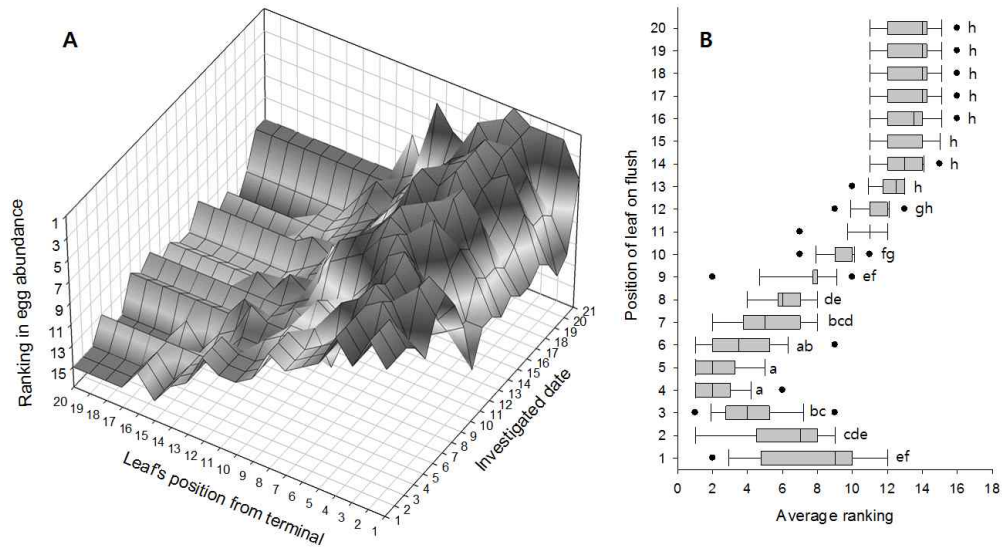 A
Ranking in egg abundance
1
3
5
7
9
11
13
15
20 19 18 17 16 15 14 13 12 11 10 9 8 7 6 5 4 3 2 1
Leaf's position from terminal
1 2 3 4 5 6 7 8 9 10 11 12 13 14 15 16 17 18 19 20 21
Investigated date
B
Position of leaf on flush
20 h
19 h
18 h
17 h
16 h
15 h
14 h
13 h
12 gh
11
10 fg
9 ef
8 de
7 bcd
6 ab
5 a
4 a
3 bc
2 cde
1 ef
0 2 4 6 8 10 12 14 16 18
Average ranking